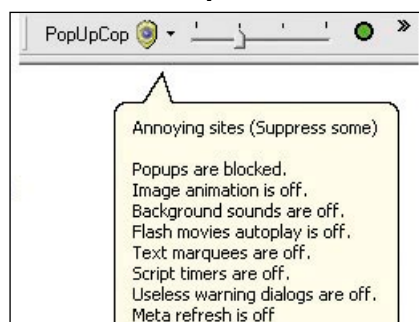 PopUpCop
»
Annoying sites (Suppress some)
Popups are blocked.
Image animation is off.
Background sounds are off.
Flash movies autoplay is off.
Text marquees are off.
Script timers are off.
Useless warning dialogs are off.
Meta refresh is off